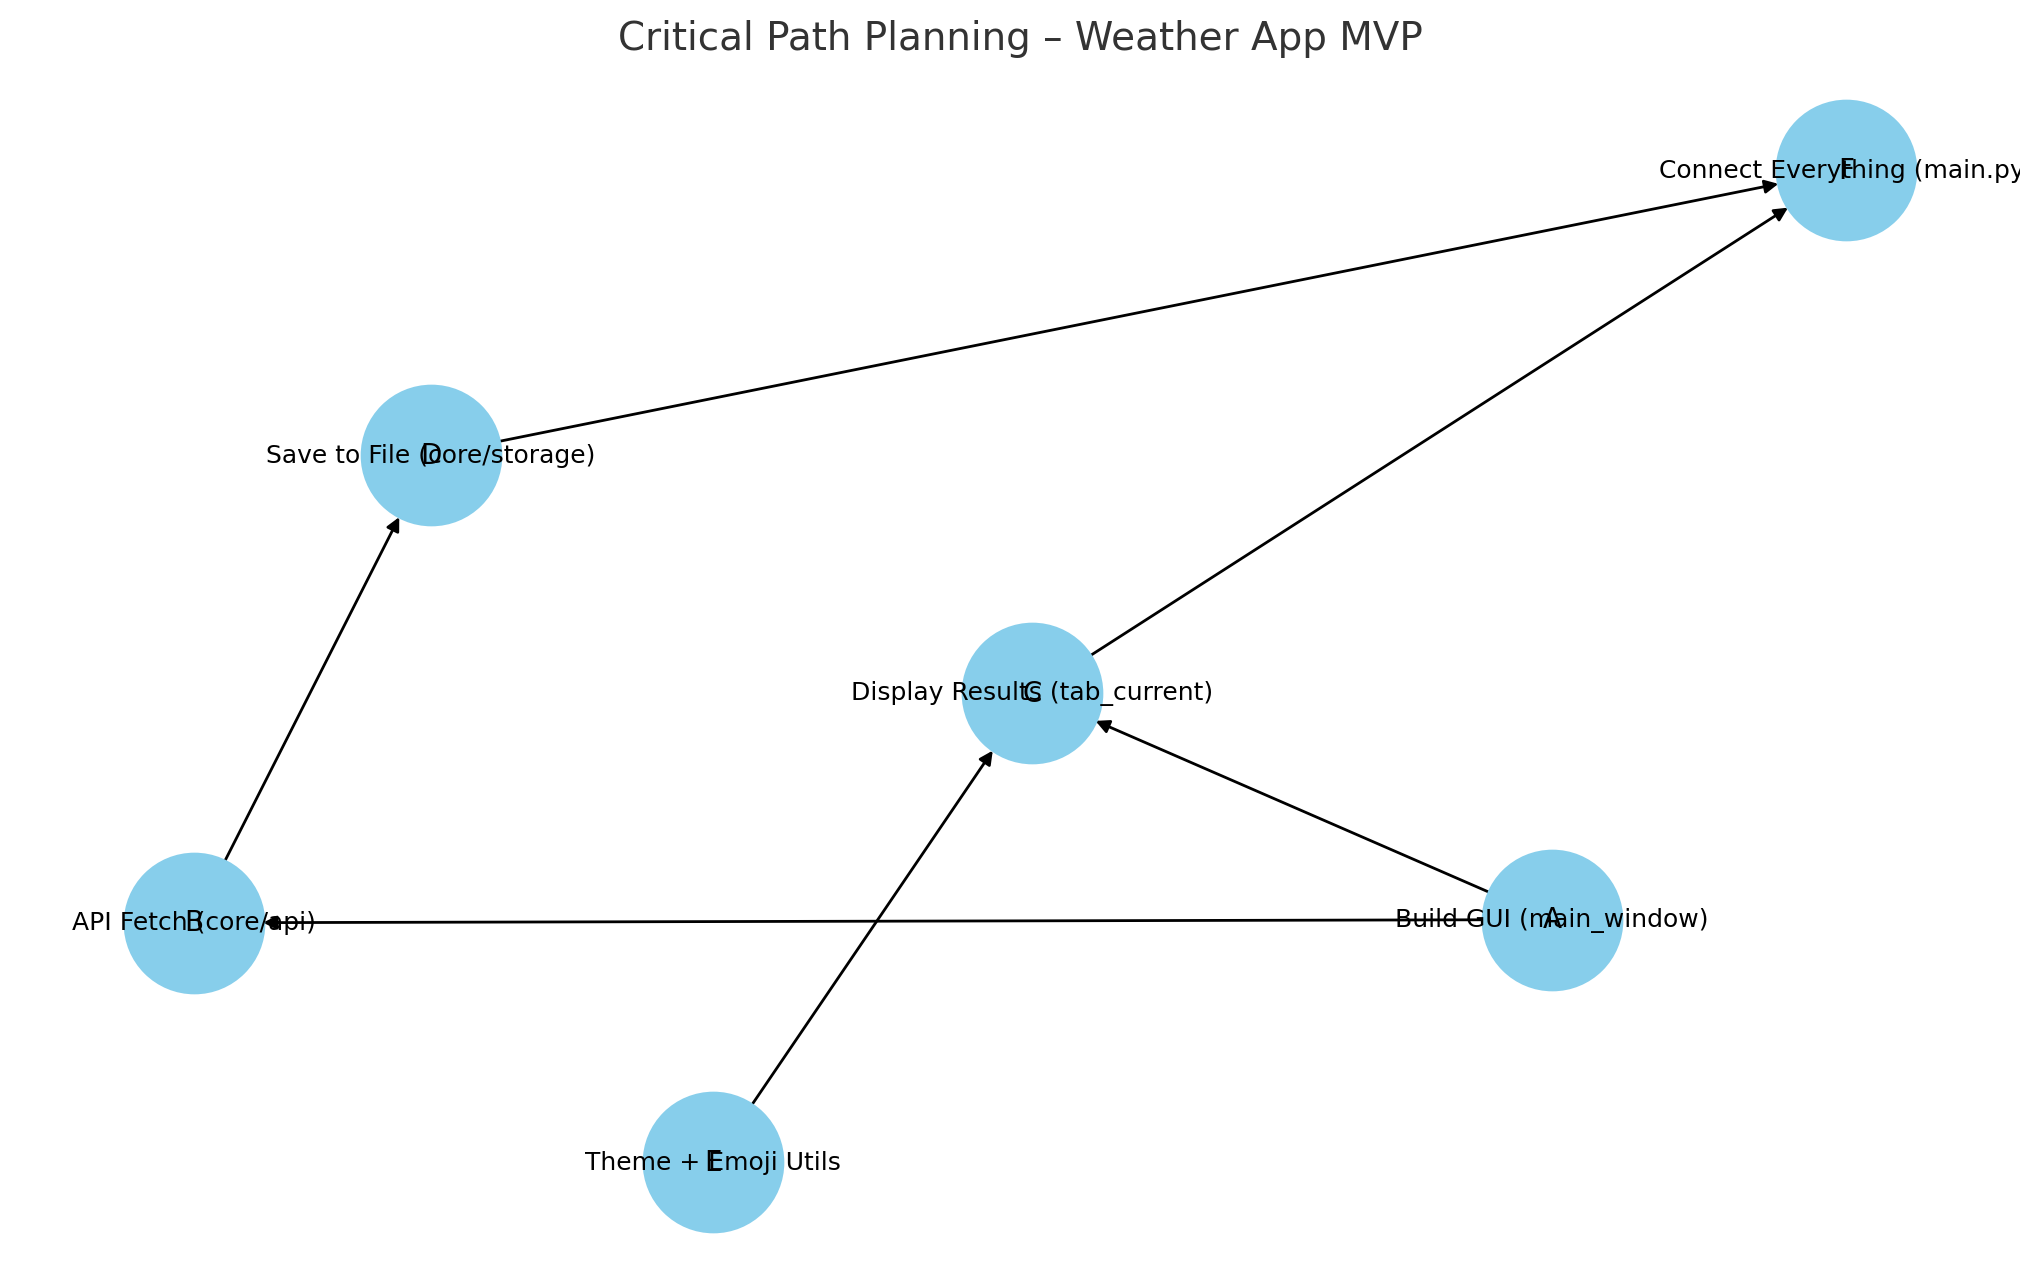 Critical Path Planning – Weather App MVP
Connect Everything (main.py
F
Save to File (core/storage)
D
Display Results (tab_current)
C
API Fetch (core/api)
B
Build GUI (main_window)
A
Theme + Emoji Utils
E